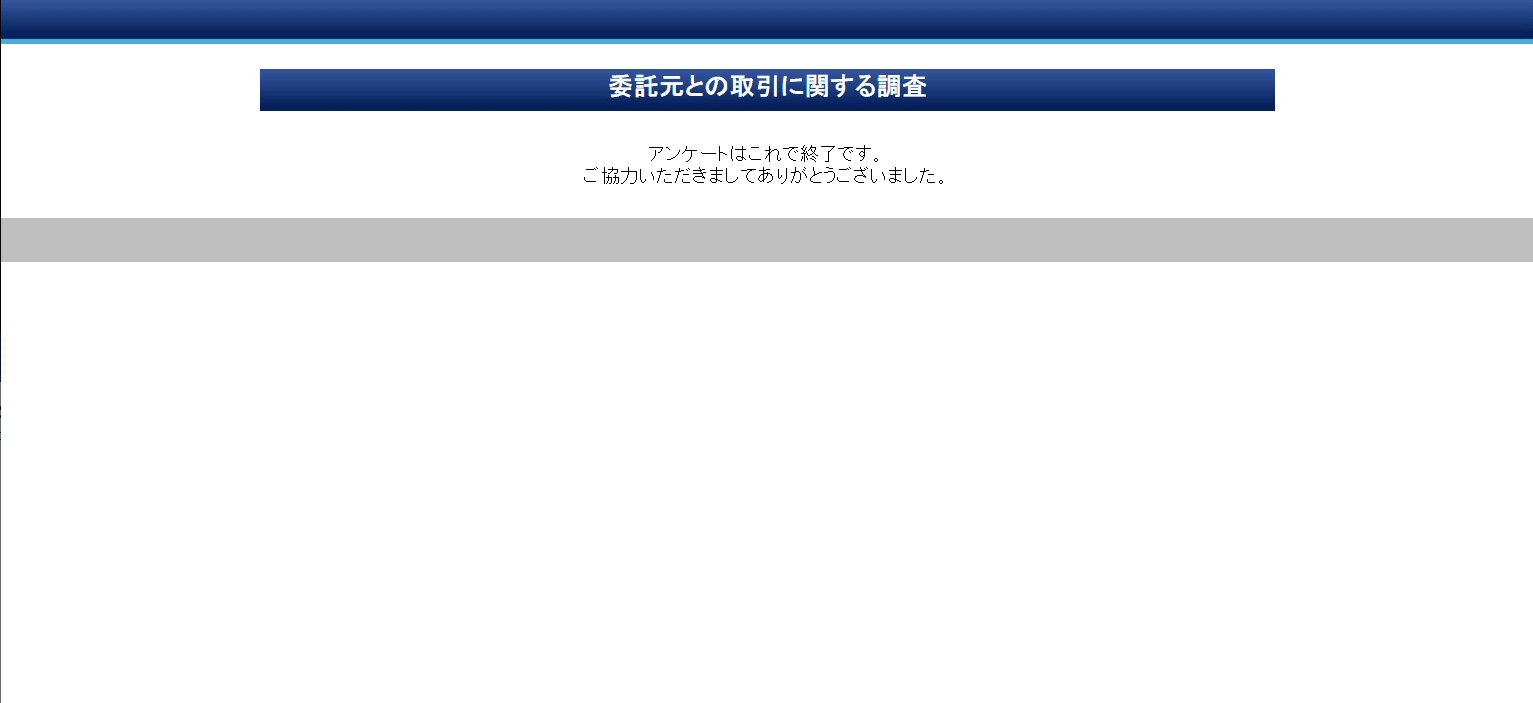 委託元との取引に関する調査
アンケートはこれで終了です。
ご協力いただきましてありがとうございました。